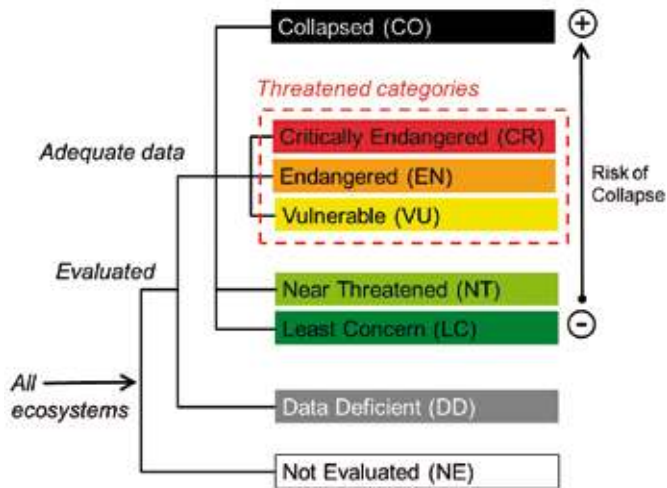 Collapsed (CO)
+
Threatened categories
Critically Endangered (CR)
Adequate data
Endangered (EN)
Risk of
Collapse
Vulnerable (VU)
Evaluated
Near Threatened (NT)
Least Concern (LC)
-
All
ecosystems
Data Deficient (DD)
Not Evaluated (NE)